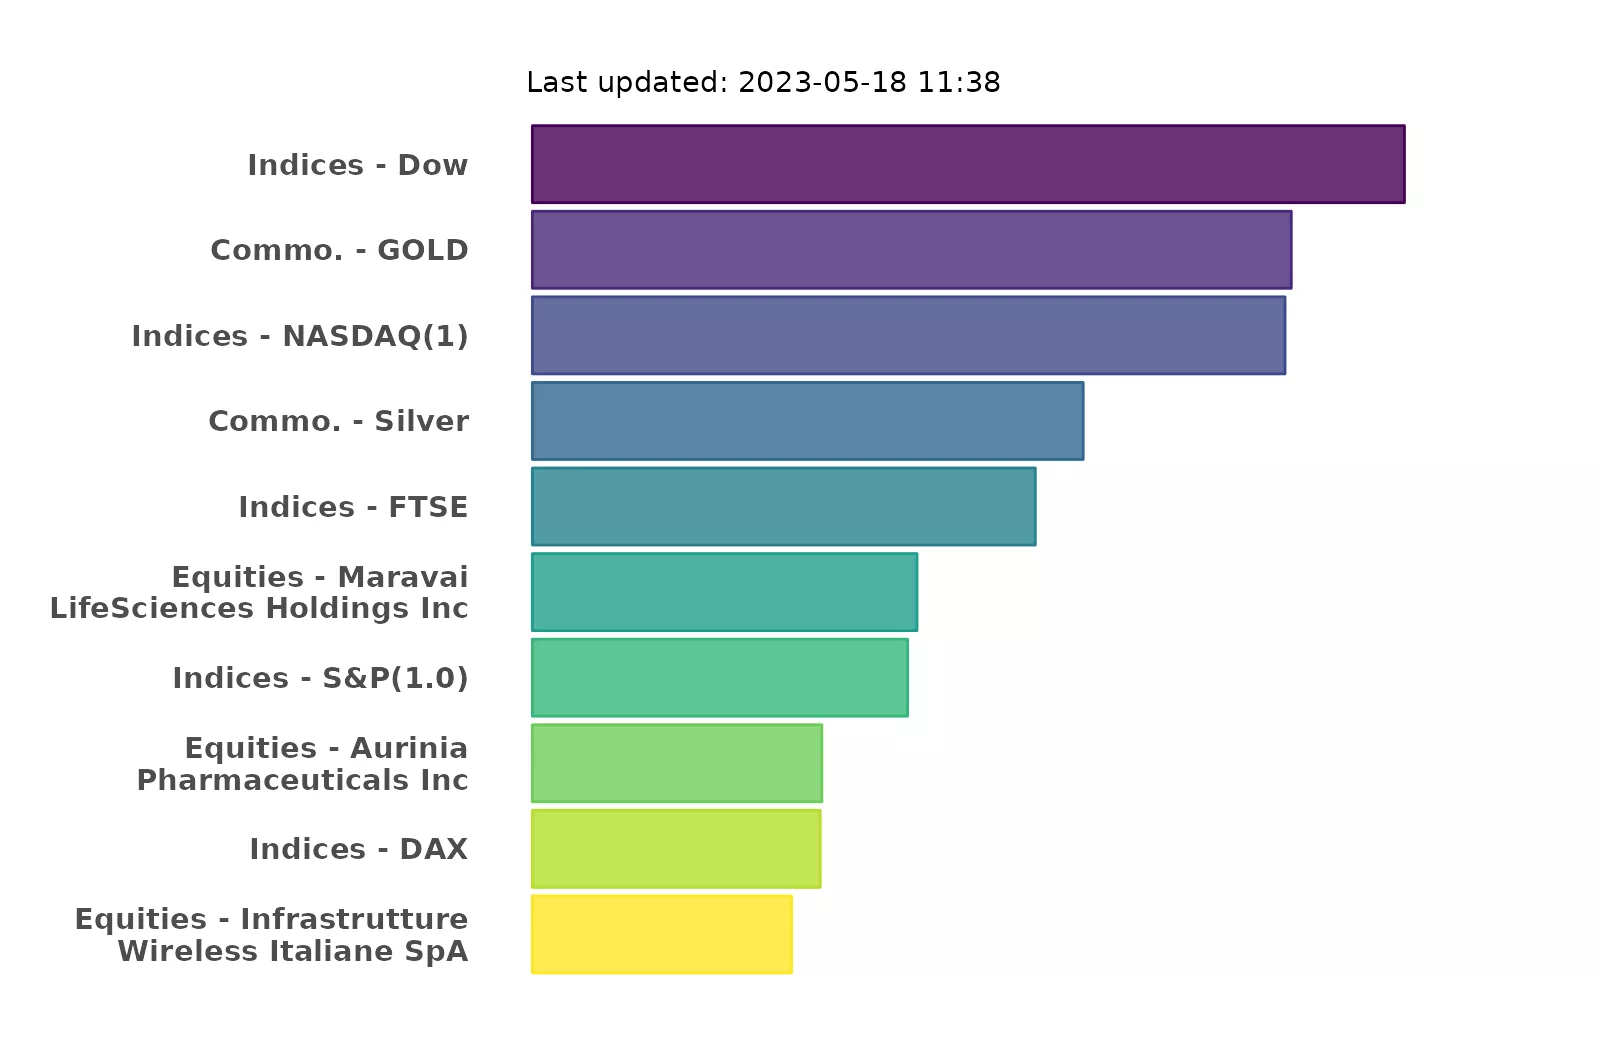 Last updated: 2023-05-18 11:38
Indices - Dow
Commo. - GOLD
Indices - NASDAQ(1)
Commo. - Silver
Indices - FTSE
Equities - Maravai
LifeSciences Holdings Inc
Indices - S&P(1.0)
Equities - Aurinia
Pharmaceuticals Inc
Indices - DAX
Equities - Infrastrutture
Wireless Italiane SpA